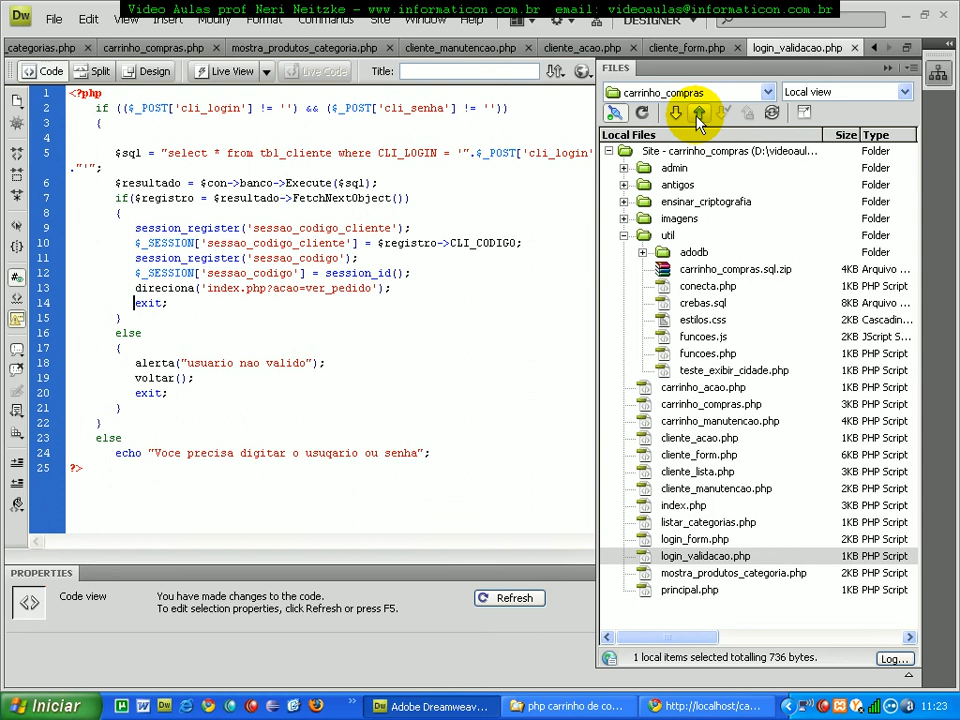 Video Aulas prof Neri Neitzke - www.informaticon.com.br email: videoaulas@informaticon.com.br
File Edit View Insert Modify Format Commands Site Window Help DESIGNER
categorias.php carrinho_compras.php mostra_produtos_categoria.php cliente_manutencao.php cliente_acao.php cliente_form.php login_validacao.php
Code Split Design Live View Live Code Title:
FILES
carrinho_compras Local view
Local Files Size Type
1 <?php
2 if (($_POST['cli_login'] != '') && ($_POST['cli_senha'] != ''))
3 {
4
5 $sql = "select * from tbl_cliente where CLI_LOGIN = '".$_POST['cli_login'
."'";
6 $resultado = $con->banco->Execute($sql);
7 if($registro = $resultado->FetchNextObject())
8 {
9 session_register('sessao_codigo_cliente');
10 $_SESSION['sessao_codigo_cliente'] = $registro->CLI_CODIGO;
11 session_register('sessao_codigo');
12 $_SESSION['sessao_codigo'] = session_id();
13 direciona('index.php?acao=ver_pedido');
14 exit;
15 }
16 else
17 {
18 alerta("usuario nao valido");
19 voltar();
20 exit;
21 }
22 }
23 else
24 echo "Voce precisa digitar o usuqario ou senha";
25 ?>
Site - carrinho_compras (D:\videoaul... Folder
admin Folder
antigos Folder
ensinar_criptografia Folder
imagens Folder
util Folder
adodb Folder
carrinho_compras.sql.zip 4KB Arquivo ...
conecta.php 1KB PHP Script
crebas.sql 8KB Arquivo ...
estilos.css 2KB Cascadin...
funcoes.js 2KB JScript S...
funcoes.php 1KB PHP Script
teste_exibir_cidade.php 1KB PHP Script
carrinho_acao.php 1KB PHP Script
carrinho_compras.php 3KB PHP Script
carrinho_manutencao.php 4KB PHP Script
cliente_acao.php 1KB PHP Script
cliente_form.php 2KB PHP Script
cliente_lista.php 3KB PHP Script
cliente_manutencao.php 2KB PHP Script
index.php 3KB PHP Script
listar_categorias.php 1KB PHP Script
login_form.php 2KB PHP Script
login_validacao.php 1KB PHP Script
mostra_produtos_categoria.php 2KB PHP Script
principal.php 1KB PHP Script
PROPERTIES
Code view You have made changes to the code.
To edit selection properties, click Refresh or press F5.
Refresh
1 local items selected totalling 736 bytes. Log...
Iniciar Adobe Dreamweav... php carrinho de co... http://localhost/ca... 11:23